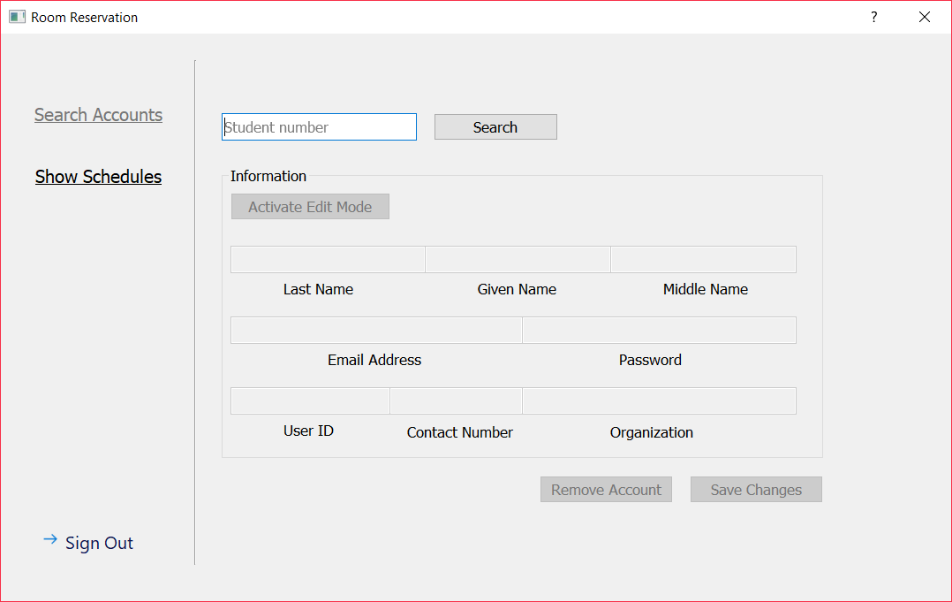 Room Reservation
?
Search Accounts
Student number
Search
Show Schedules
Information
Activate Edit Mode
Last Name Given Name Middle Name
Email Address Password
User ID Contact Number Organization
Remove Account Save Changes
→ Sign Out